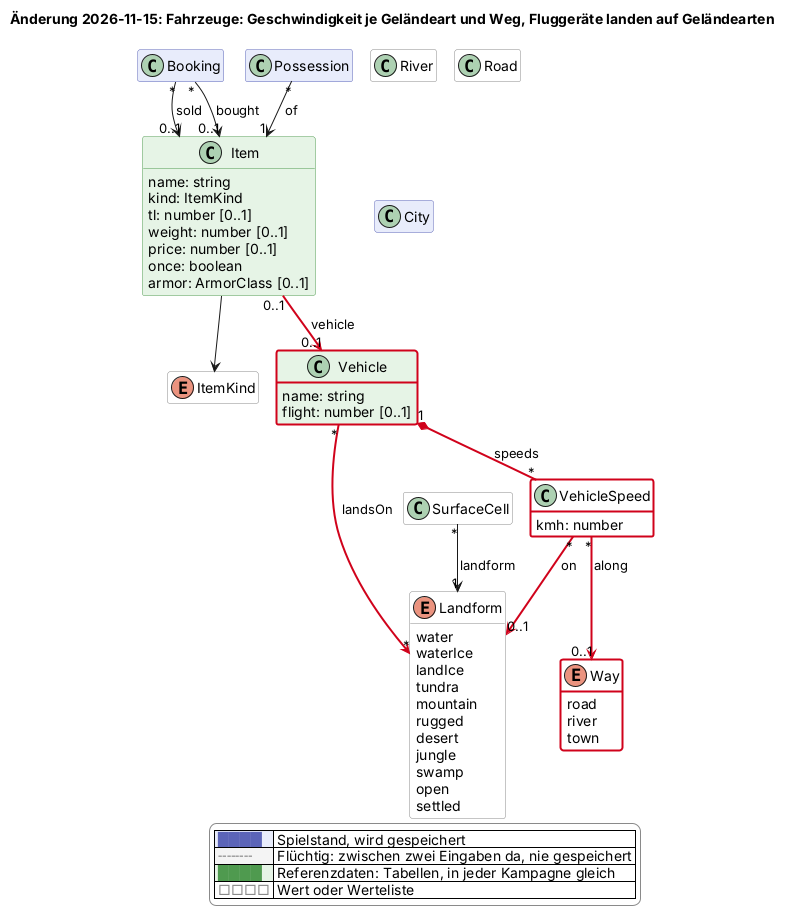 Änderung 2026-11-15: Fahrzeuge: Geschwindigkeit je Geländeart und Weg, Fluggeräte landen auf Geländearten
C Booking
C Possession
C River
C Road
* * *
sold bought of
0..1 0..1 1
C Item
name: string
kind: ItemKind
tl: number [0..1]
weight: number [0..1]
price: number [0..1]
once: boolean
armor: ArmorClass [0..1]
C City
0..1
vehicle
0..1
E ItemKind
C Vehicle
name: string
flight: number [0..1]
1
*
speeds
*
C VehicleSpeed
kmh: number
C SurfaceCell
landsOn
* * *
landform on along
1 0..1 0..1
*
E Landform
water
waterIce
landIce
tundra
mountain
rugged
desert
jungle
swamp
open
settled
E Way
road
river
town
Spielstand, wird gespeichert
-------- Flüchtig: zwischen zwei Eingaben da, nie gespeichert
Referenzdaten: Tabellen, in jeder Kampagne gleich
Wert oder Werteliste